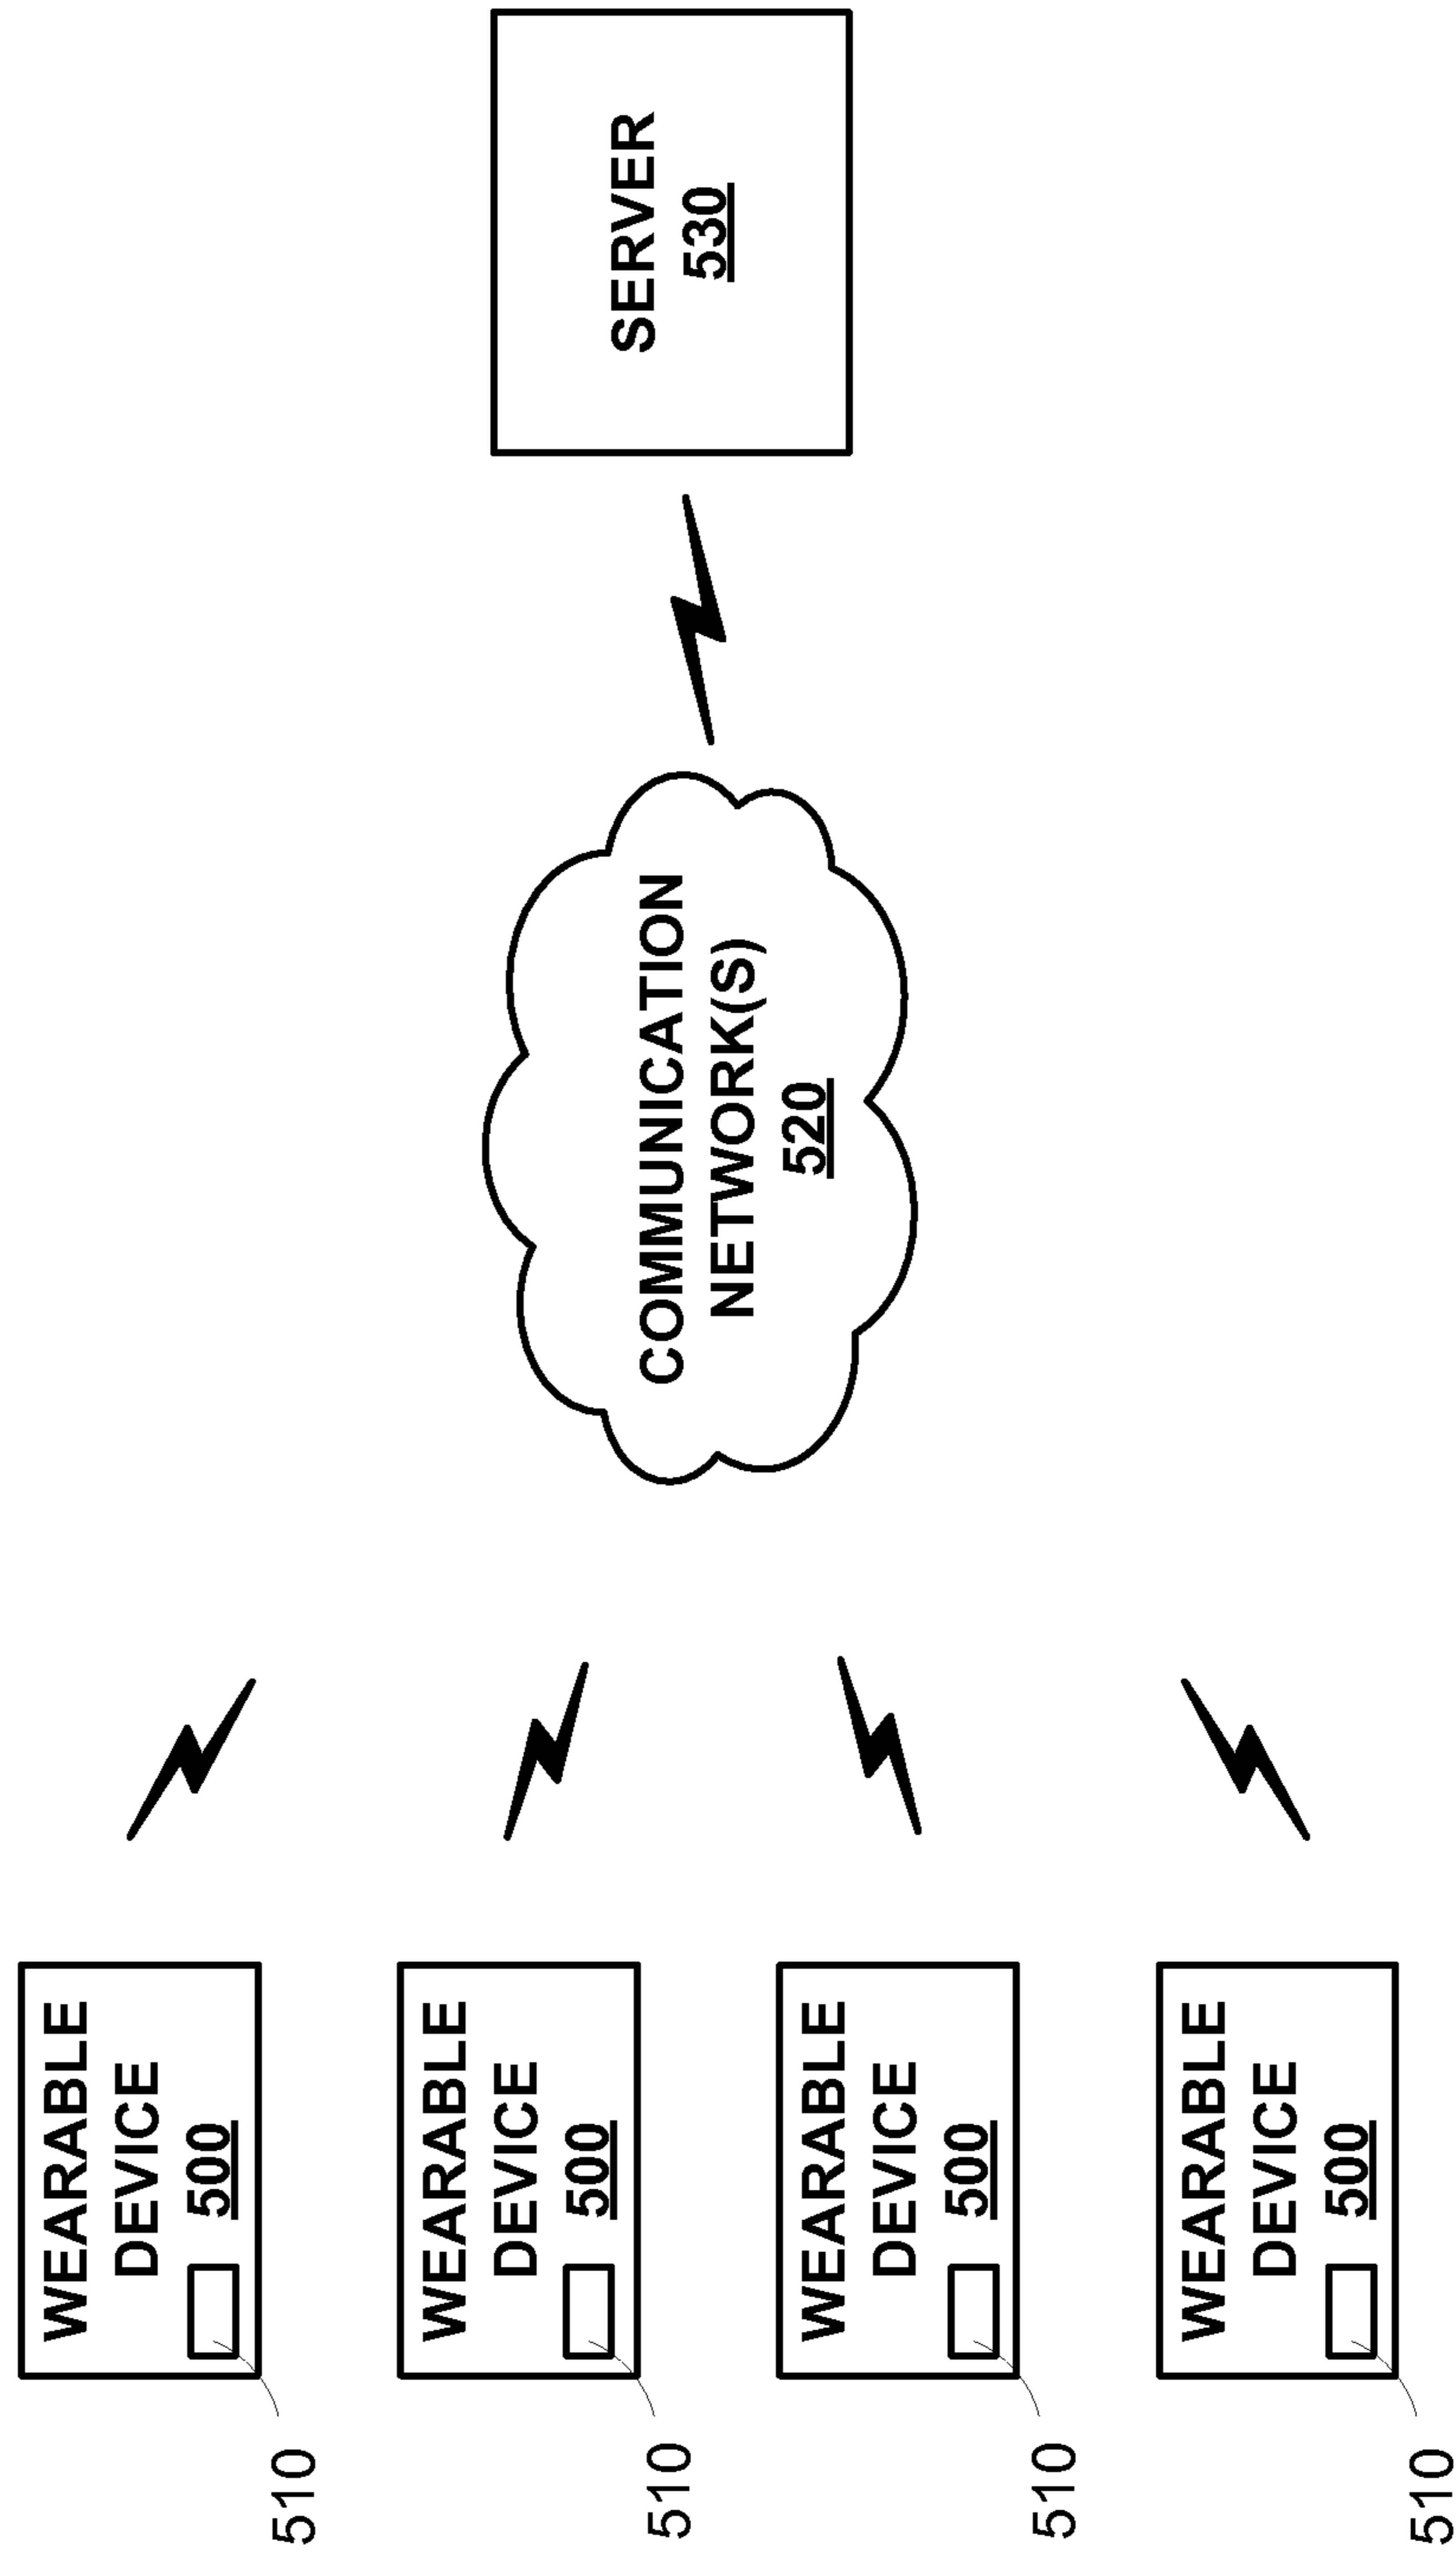 WEARABLE
DEVICE
500
510
WEARABLE
DEVICE
500
510
WEARABLE
DEVICE
500
510
WEARABLE
DEVICE
500
510
COMMUNICATION
NETWORK(S)
520
SERVER
530